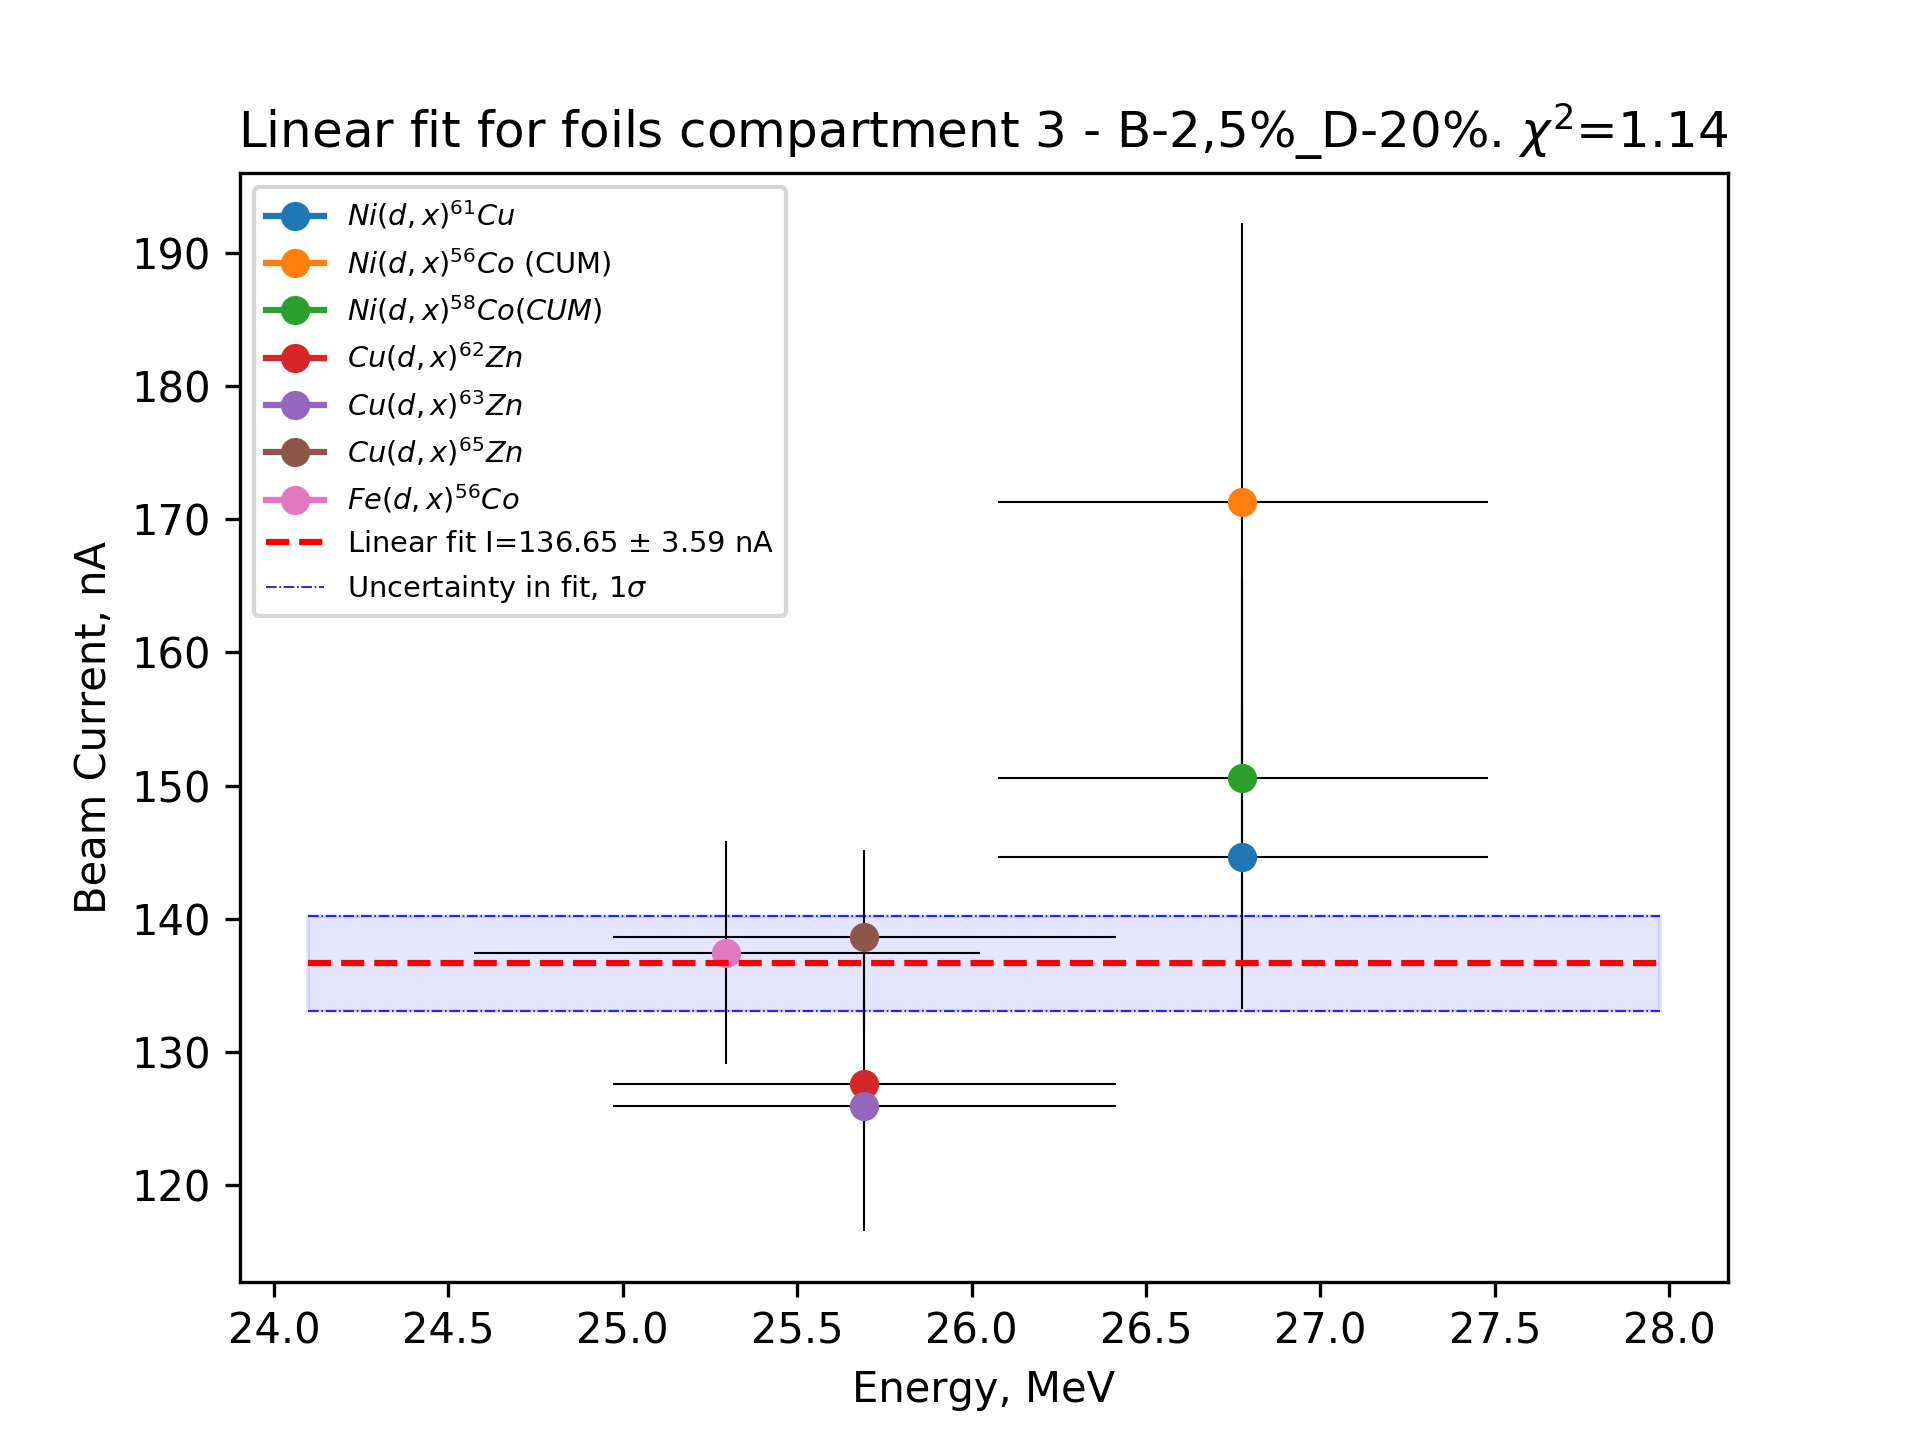 Linear fit for foils compartment 3 - B-2,5%_D-20%. χ²=1.14
Ni(d, x)⁶¹Cu
Ni(d, x)⁵⁶Co (CUM)
Ni(d, x)⁵⁸Co(CUM)
Cu(d, x)⁶²Zn
Cu(d, x)⁶³Zn
Cu(d, x)⁶⁵Zn
Fe(d, x)⁵⁶Co
Linear fit I=136.65 ± 3.59 nA
Uncertainty in fit, 1σ
Beam Current, nA
190
180
170
160
150
140
130
120
24.0 24.5 25.0 25.5 26.0 26.5 27.0 27.5 28.0
Energy, MeV